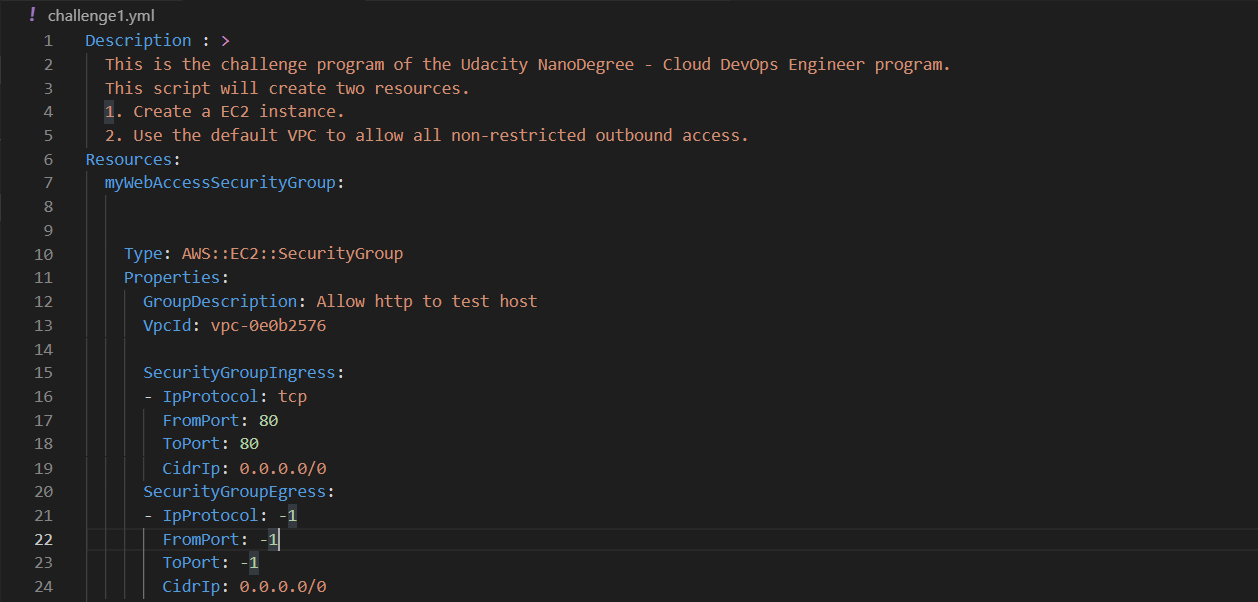 ! challenge1.yml
1 Description : >
2 This is the challenge program of the Udacity NanoDegree - Cloud DevOps Engineer program.
3 This script will create two resources.
4 1. Create a EC2 instance.
5 2. Use the default VPC to allow all non-restricted outbound access.
6 Resources:
7 myWebAccessSecurityGroup:
8
9
10 Type: AWS::EC2::SecurityGroup
11 Properties:
12 GroupDescription: Allow http to test host
13 VpcId: vpc-0e0b2576
14
15 SecurityGroupIngress:
16 - IpProtocol: tcp
17 FromPort: 80
18 ToPort: 80
19 CidrIp: 0.0.0.0/0
20 SecurityGroupEgress:
21 - IpProtocol: -1
22 FromPort: -1
23 ToPort: -1
24 CidrIp: 0.0.0.0/0